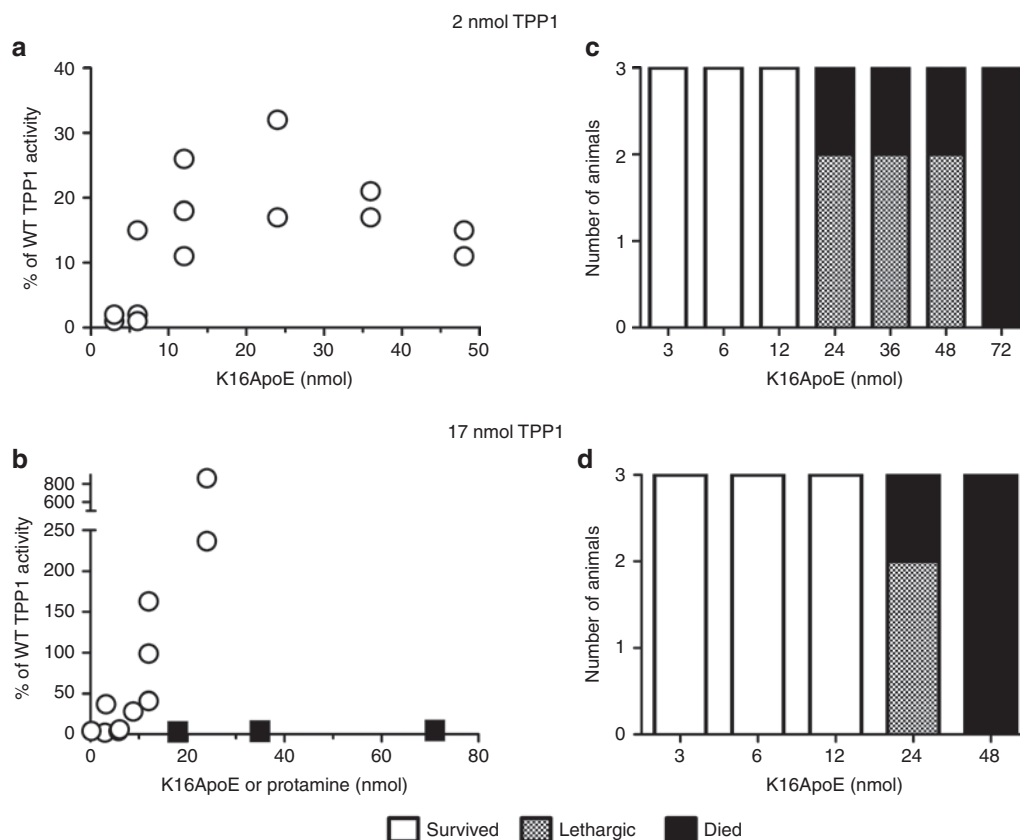 2 nmol TPP1
a
% of WT TPP1 activity
40
30
20
10
0
0 10 20 30 40 50
K16ApoE (nmol)
c
Number of animals
3
2
1
0
3 6 12 24 36 48 72
K16ApoE (nmol)
17 nmol TPP1
b
% of WT TPP1 activity
800
600
250
200
150
100
50
0
0 20 40 60 80
K16ApoE or protamine (nmol)
d
Number of animals
3
2
1
0
3 6 12 24 48
K16ApoE (nmol)
Survived Lethargic Died